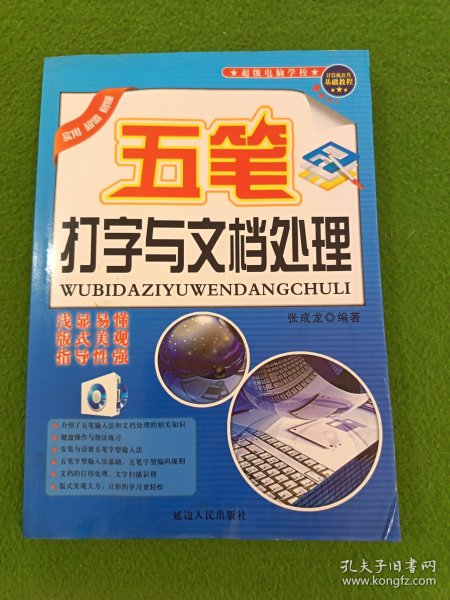 ★超级电脑学校★
计算机公共
基础教程
实用 超值 易懂
五笔
打字与文档处理
WUBIDAZIYUWENDANGCHULI
张成龙◎编著
浅显易懂
版式美观
指导性强
介绍了五笔输入法和文档处理的相关知识
键盘操作与指法练习
安装与设置五笔字型输入法
五笔字型输入法基础，五笔字型编码规则
文档的打印处理，文字扫描识别
版式美观大方，让你的学习更轻松
延边人民出版社
孔夫子旧书网
www.kongfz.com